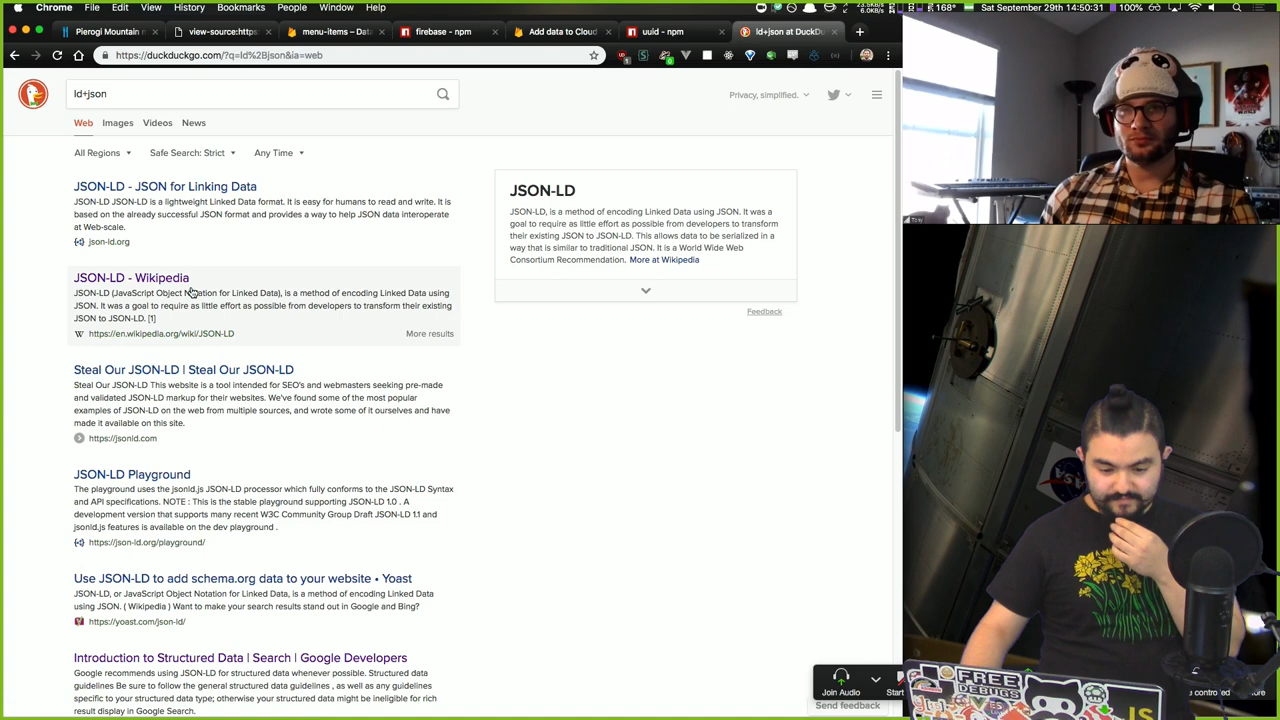 Chrome File Edit View History Bookmarks People Window Help
23.5KB/s
6.0KB/s
168° Sat September 29th 14:50:31 100%
Pierogi Mountain
view-source:https
menu-items – Data
firebase - npm
Add data to Cloud
uuid - npm
ld+json at DuckDu
https://duckduckgo.com/?q=ld%2Bjson&ia=web
ld+json
Privacy, simplified.
Web Images Videos News
All Regions Safe Search: Strict Any Time
JSON-LD - JSON for Linking Data
JSON-LD JSON-LD is a lightweight Linked Data format. It is easy for humans to read and write. It is
based on the already successful JSON format and provides a way to help JSON data interoperate
at Web-scale.
json-ld.org
JSON-LD - Wikipedia
JSON-LD (JavaScript Object Notation for Linked Data), is a method of encoding Linked Data using
JSON. It was a goal to require as little effort as possible from developers to transform their existing
JSON to JSON-LD. [1]
W https://en.wikipedia.org/wiki/JSON-LD More results
Steal Our JSON-LD | Steal Our JSON-LD
Steal Our JSON-LD This website is a tool intended for SEO's and webmasters seeking pre-made
and validated JSON-LD markup for their websites. We've found some of the most popular
examples of JSON-LD on the web from multiple sources, and wrote some of it ourselves and have
made it available on this site.
https://jsonld.com
JSON-LD Playground
The playground uses the jsonld.js JSON-LD processor which fully conforms to the JSON-LD Syntax
and API specifications. NOTE : This is the stable playground supporting JSON-LD 1.0 . A
development version that supports many recent W3C Community Group Draft JSON-LD 1.1 and
jsonld.js features is available on the dev playground .
https://json-ld.org/playground/
Use JSON-LD to add schema.org data to your website • Yoast
JSON-LD, or JavaScript Object Notation for Linked Data, is a method of encoding Linked Data
using JSON. ( Wikipedia ) Want to make your search results stand out in Google and Bing?
https://yoast.com/json-ld/
Introduction to Structured Data | Search | Google Developers
Google recommends using JSON-LD for structured data whenever possible. Structured data
guidelines Be sure to follow the general structured data guidelines , as well as any guidelines
specific to your structured data type; otherwise your structured data might be ineligible for rich
result display in Google Search.
JSON-LD
JSON-LD, is a method of encoding Linked Data using JSON. It was a
goal to require as little effort as possible from developers to transform
their existing JSON to JSON-LD. This allows data to be serialized in a
way that is similar to traditional JSON. It is a World Wide Web
Consortium Recommendation. More at Wikipedia
Feedback
Join Audio
Start
Send feedback
NASA
FREE
DEBUGS
JS